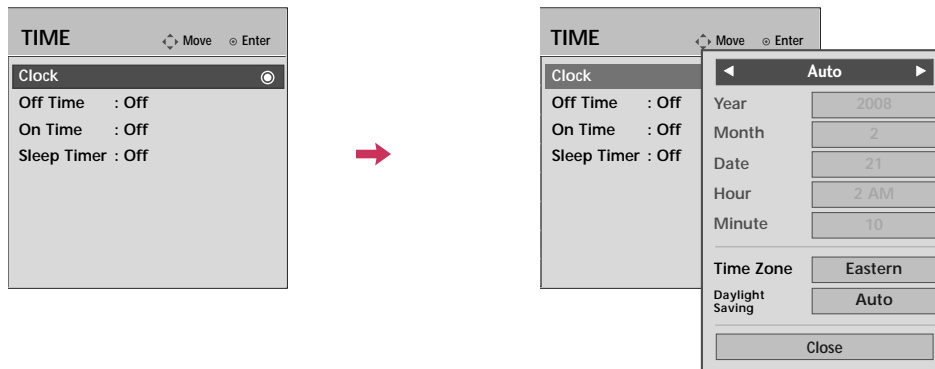 TIME
Move Enter
Clock
Off Time : Off
On Time : Off
Sleep Timer : Off
TIME
Move Enter
Clock
Off Time : Off
On Time : Off
Sleep Timer : Off
Auto
Year 2008
Month 2
Date 21
Hour 2 AM
Minute 10
Time Zone Eastern
Daylight
Saving Auto
Close